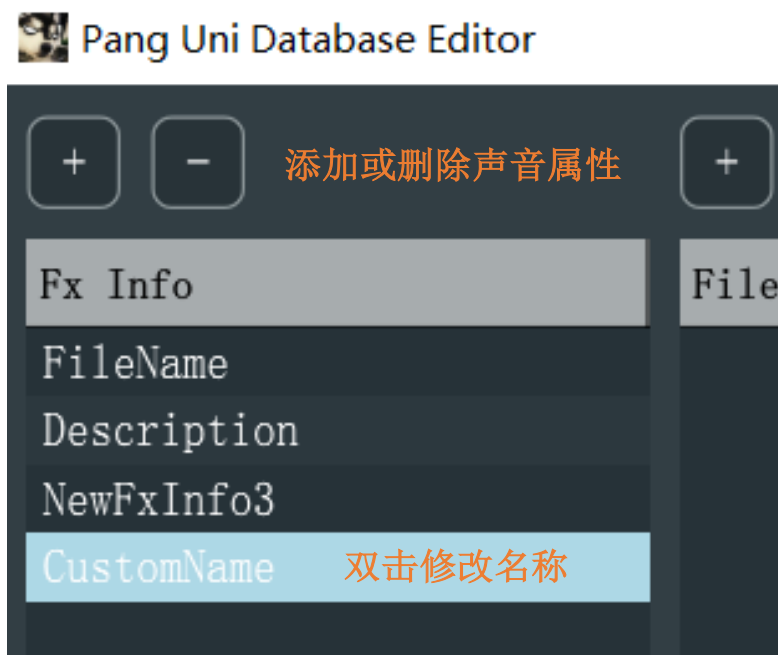 Pang Uni Database Editor
+ - 添加或删除声音属性 +
Fx Info
File
FileName
Description
NewFxInfo3
CustomName 双击修改名称